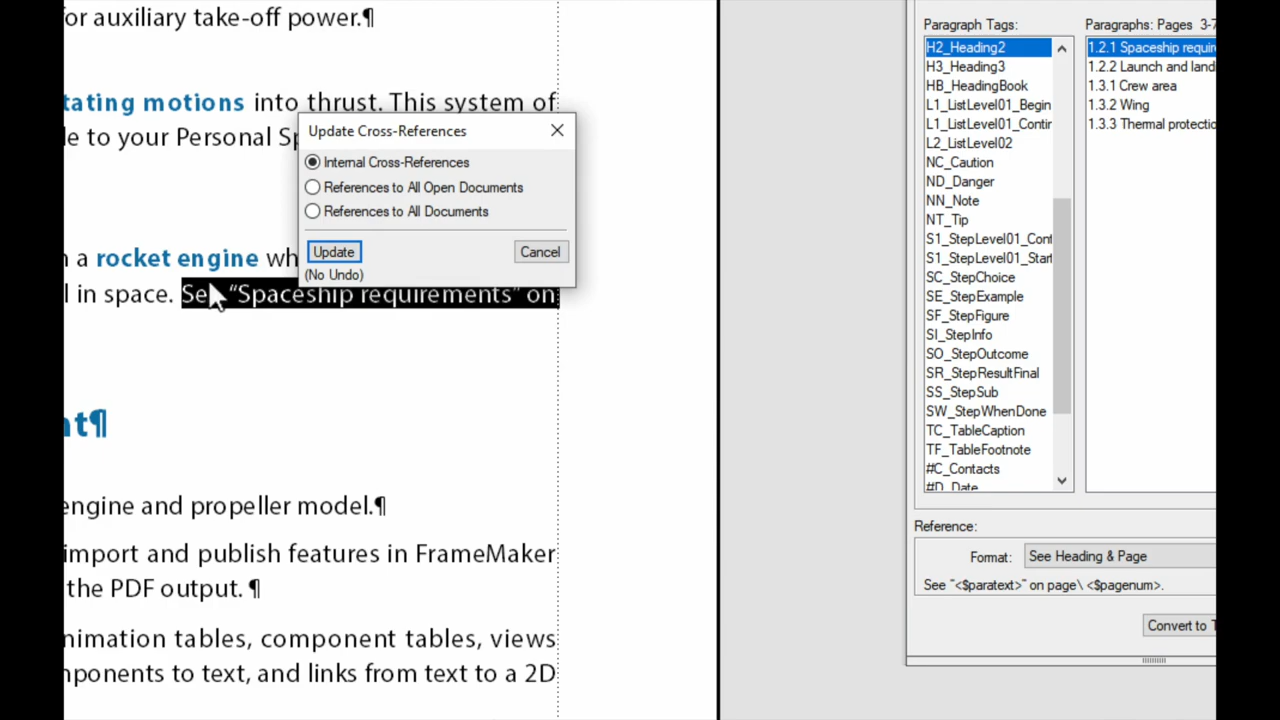 for auxiliary take-off power.¶
tating motions into thrust. This system of
Update Cross-References
le to your Personal Sp
Internal Cross-References
References to All Open Documents
References to All Documents
n a rocket engine wh
Update
Cancel
(No Undo)
l in space. See “Spaceship requirements” on
nt¶
engine and propeller model.¶
import and publish features in FrameMaker
the PDF output. ¶
nimation tables, component tables, views
mponents to text, and links from text to a 2D
Paragraph Tags:
H2_Heading2
H3_Heading3
HB_HeadingBook
L1_ListLevel01_Begin
L1_ListLevel01_Contir
L2_ListLevel02
NC_Caution
ND_Danger
NN_Note
NT_Tip
S1_StepLevel01_Cont
S1_StepLevel01_Start
SC_StepChoice
SE_StepExample
SF_StepFigure
SI_StepInfo
SO_StepOutcome
SR_StepResultFinal
SS_StepSub
SW_StepWhenDone
TC_TableCaption
TF_TableFootnote
#C_Contacts
#D_Date
Paragraphs: Pages 3-7
1.2.1 Spaceship requir
1.2.2 Launch and land
1.3.1 Crew area
1.3.2 Wing
1.3.3 Thermal protectio
Reference:
Format: See Heading & Page
See "<$paratext>" on page\ <$pagenum>.
Convert to T